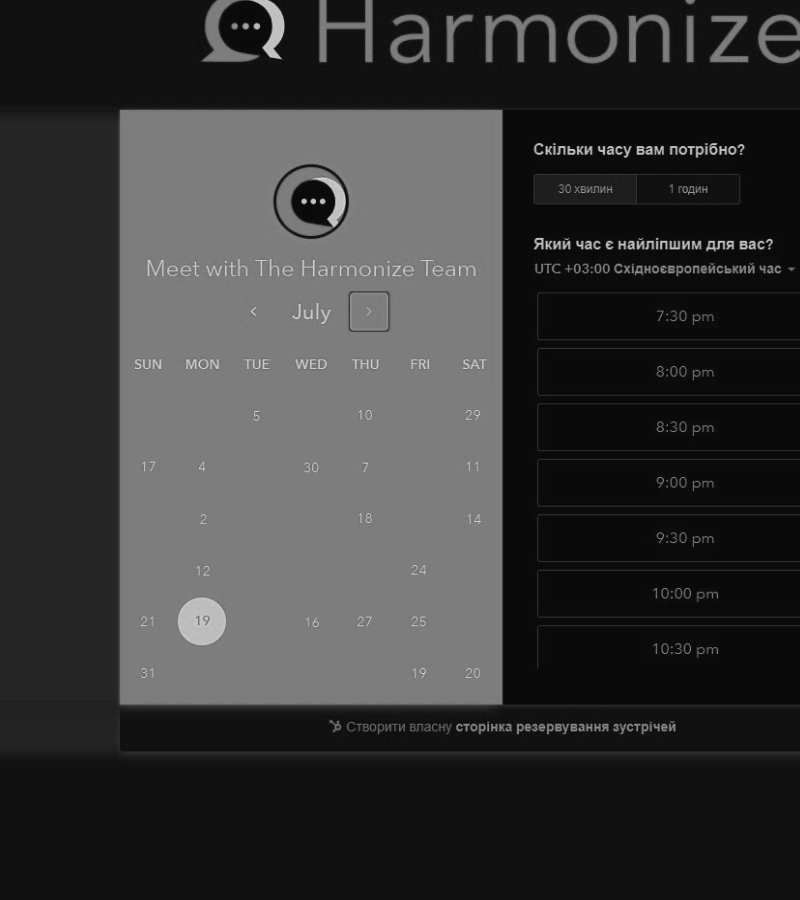 Harmonize
Meet with The Harmonize Team
July
SUN MON TUE WED THU FRI SAT
5 10 29
17 4 30 7 11
2 18 14
12 24
21 19 16 27 25
31 19 20
Скільки часу вам потрібно?
30 хвилин 1 годин
Який час є найліпшим для вас?
UTC +03:00 Східноєвропейський час
7:30 pm
8:00 pm
8:30 pm
9:00 pm
9:30 pm
10:00 pm
10:30 pm
Створити власну сторінка резервування зустрічей